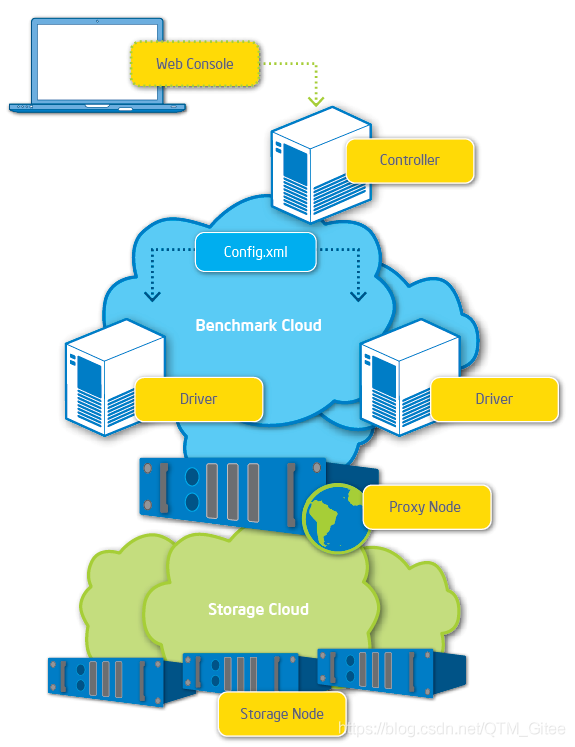 Web Console
Controller
Config.xml
Benchmark Cloud
Driver
Driver
Proxy Node
Storage Cloud
Storage Node
https://blog.csdn.net/QTM_Gitee